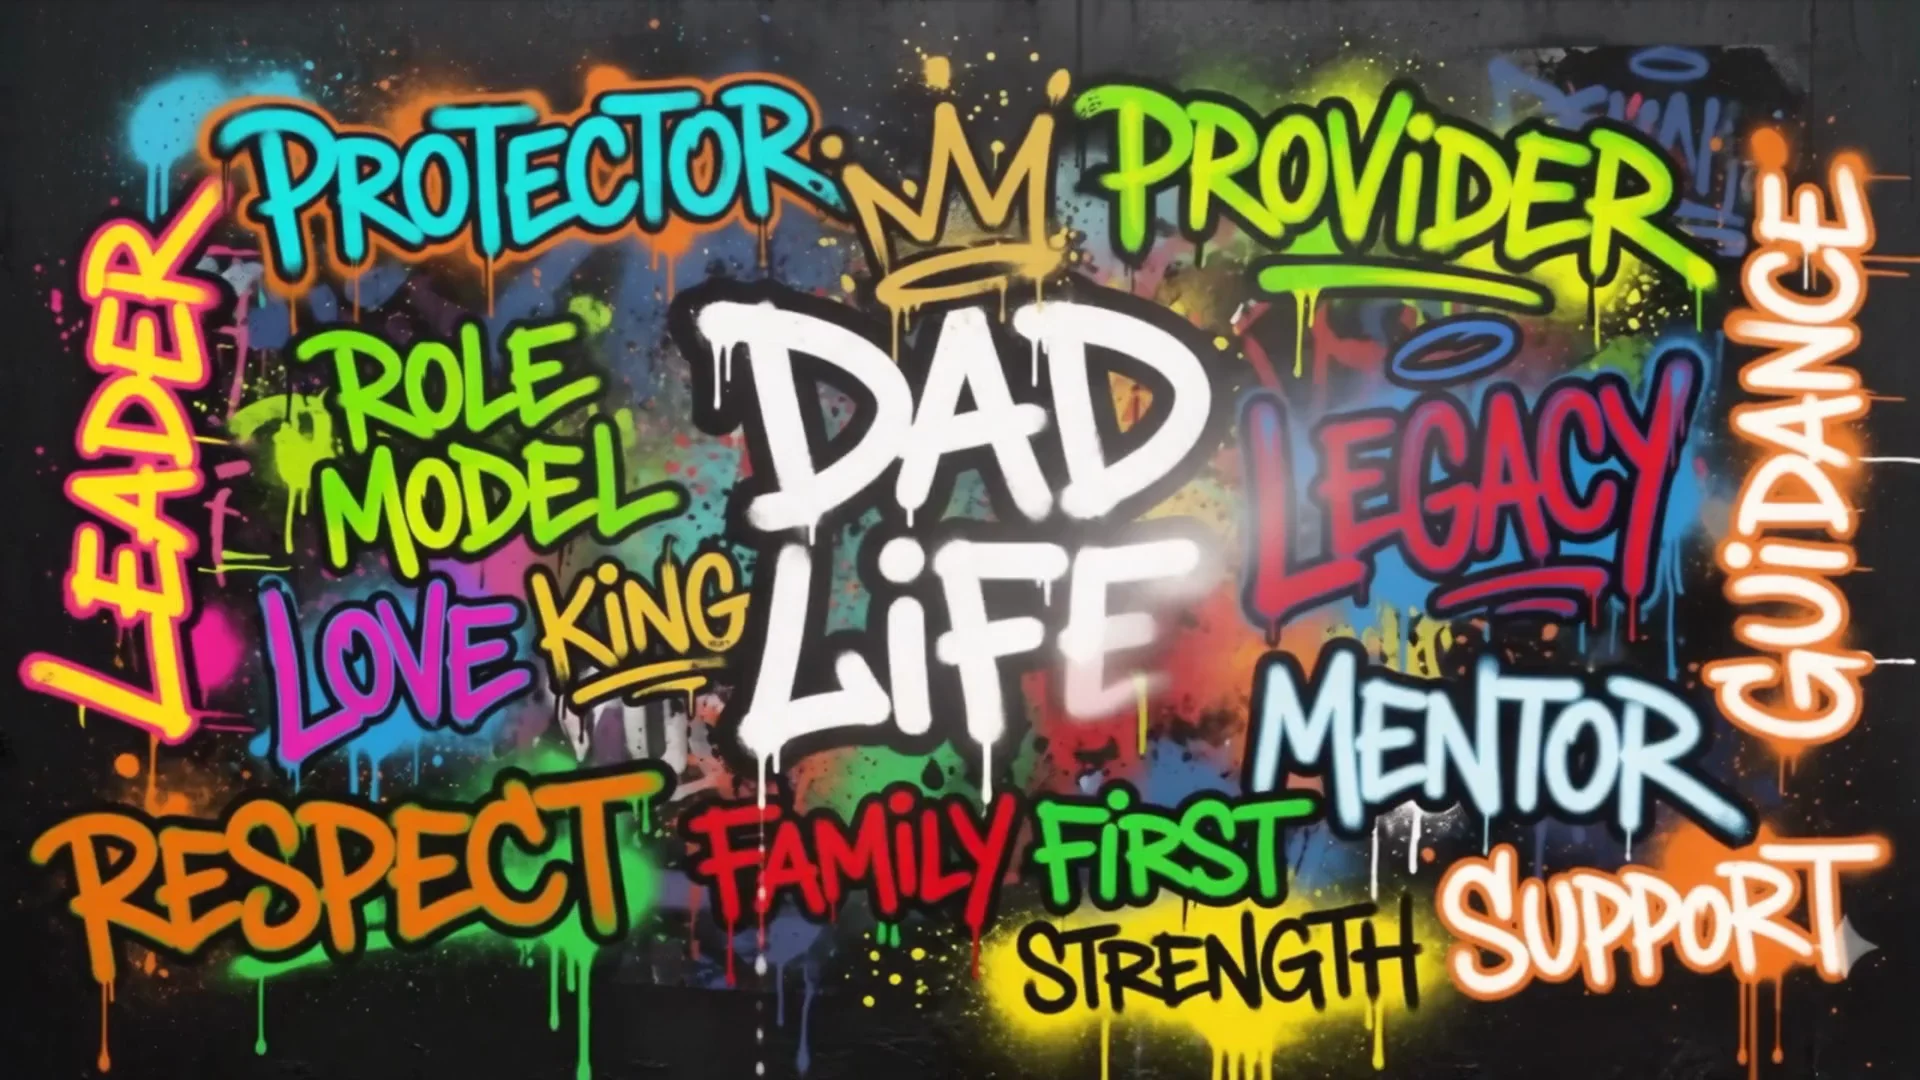 PROTECTOR
PROVIDER
LEADER
ROLE
MODEL
DAD
LiFE
LEGACY
GUiDANCE
LOVE
KiNG
MENTOR
RESPECT
FAMiLY FiRST
STRENGTH
SUPPORT